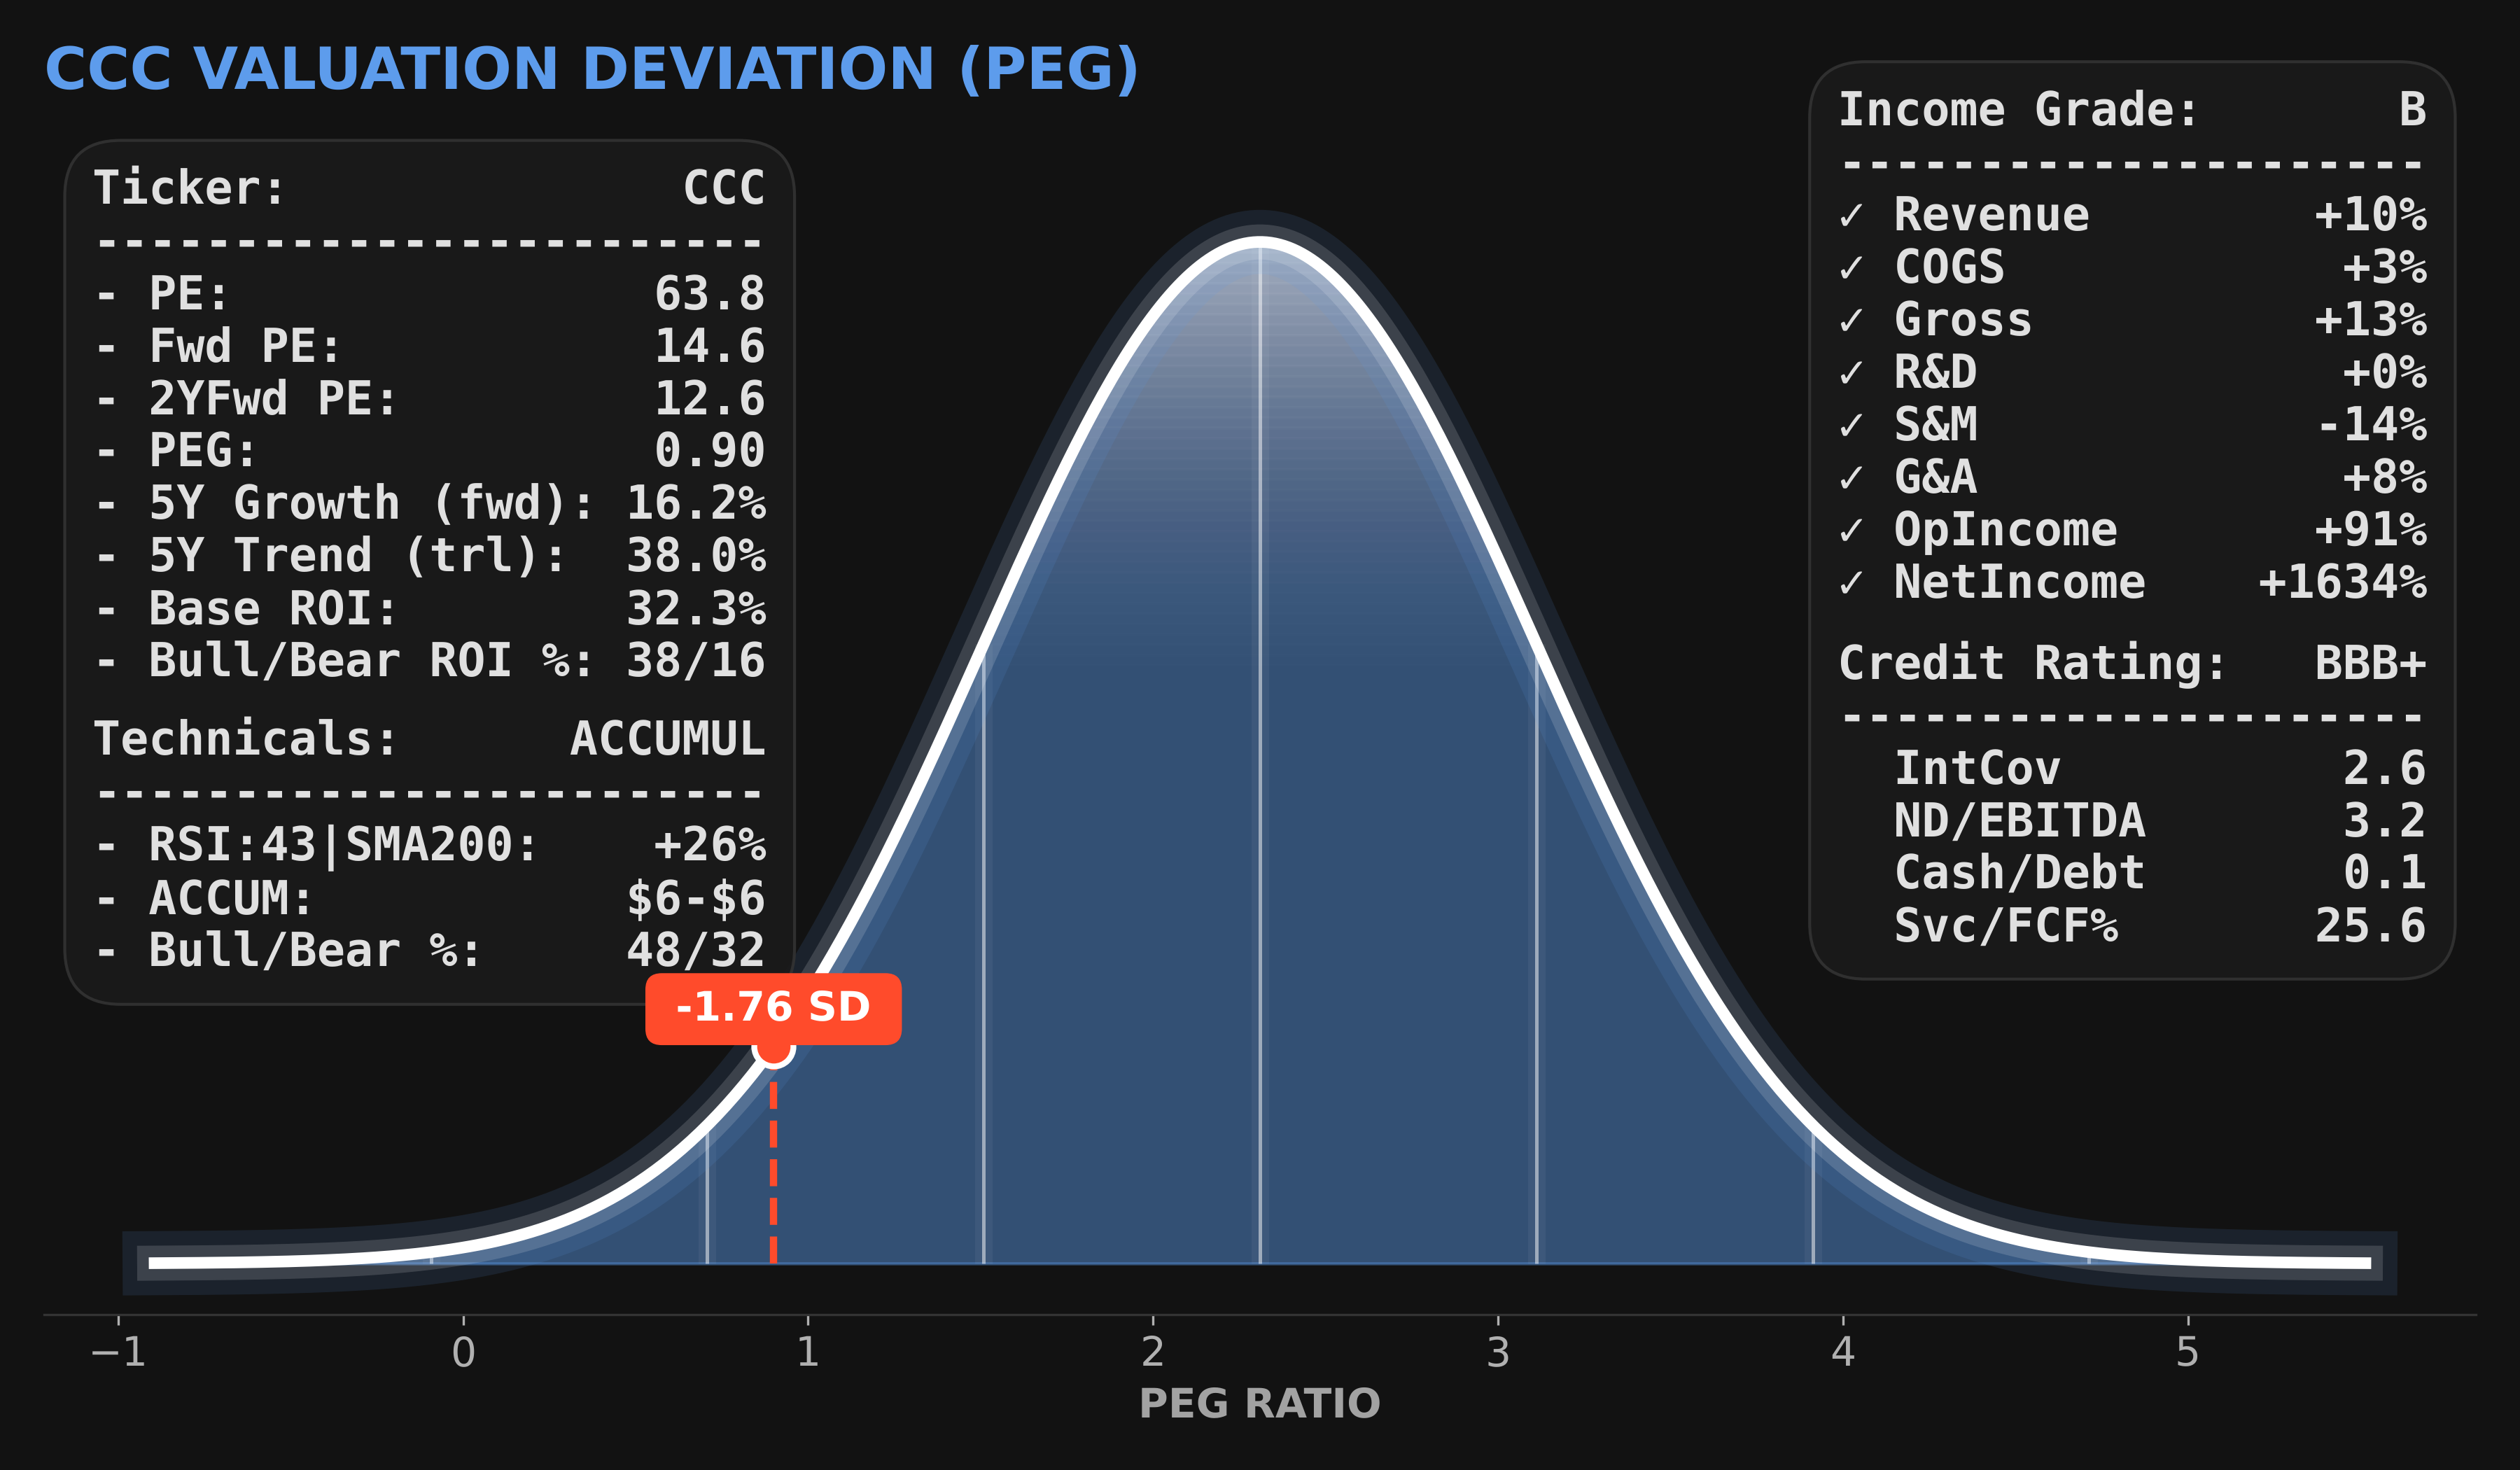 CCC VALUATION DEVIATION (PEG)
Ticker: CCC
--------------------------
- PE: 63.8
- Fwd PE: 14.6
- 2YFwd PE: 12.6
- PEG: 0.90
- 5Y Growth (fwd): 16.2%
- 5Y Trend (trl): 38.0%
- Base ROI: 32.3%
- Bull/Bear ROI %: 38/16
Technicals: ACCUMUL
------------------------
- RSI:43|SMA200: +26%
- ACCUM: $6-$6
- Bull/Bear %: 48/32
Income Grade: B
---------------------
✓ Revenue +10%
✓ COGS +3%
✓ Gross +13%
✓ R&D +0%
✓ S&M -14%
✓ G&A +8%
✓ OpIncome +91%
✓ NetIncome +1634%
Credit Rating: BBB+
---------------------
IntCov 2.6
ND/EBITDA 3.2
Cash/Debt 0.1
Svc/FCF% 25.6
-1.76 SD
−1 0 1 2 3 4 5
PEG RATIO